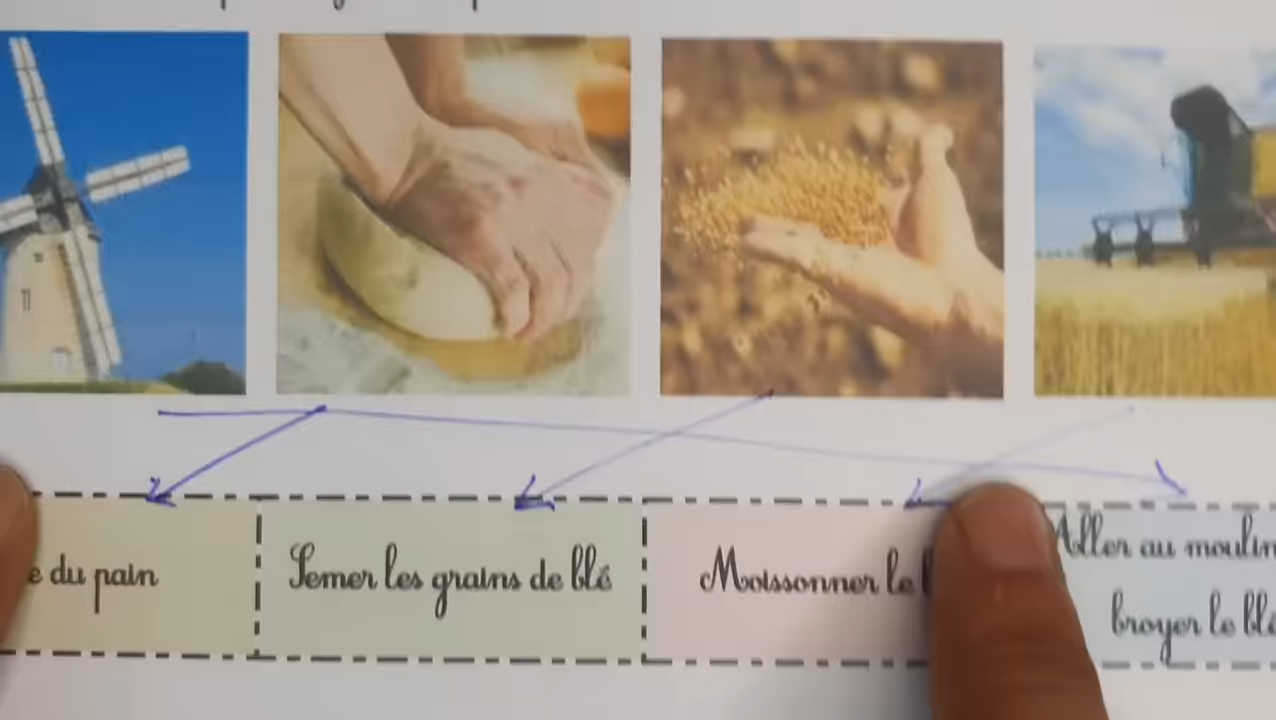 du pain
Semer les grains de blé
Moissonner le
Aller au moulin
broyer le blé